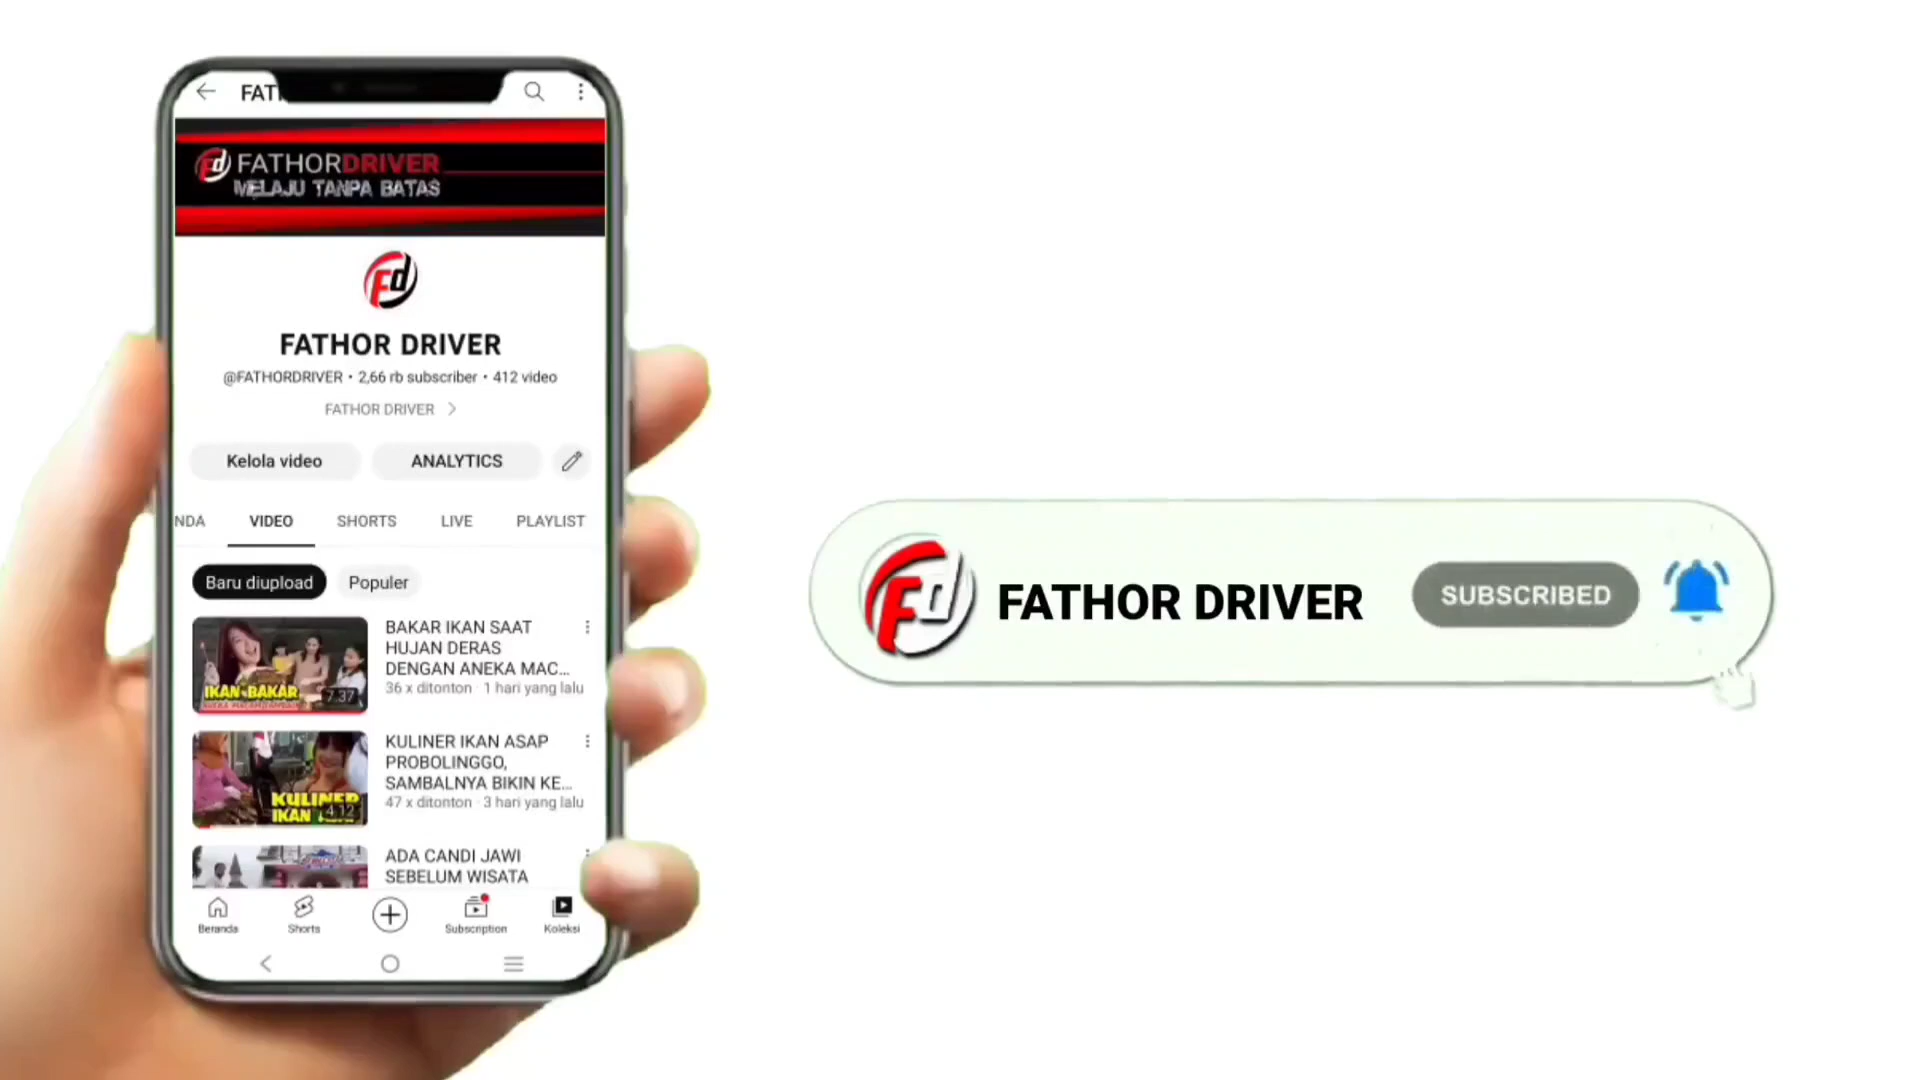 FATH
FATHORDRIVER
MELAJU TANPA BATAS
Fd
FATHOR DRIVER
@FATHORDRIVER • 2,66 rb subscriber • 412 video
FATHOR DRIVER
Kelola video
ANALYTICS
NDA
VIDEO
SHORTS
LIVE
PLAYLIST
Baru diupload
Populer
BAKAR IKAN SAAT
HUJAN DERAS
DENGAN ANEKA MAC...
36 x ditonton · 1 hari yang lalu
IKAN BAKAR
7.37
KULINER IKAN ASAP
PROBOLINGGO,
SAMBALNYA BIKIN KE...
47 x ditonton · 3 hari yang lalu
KULINER
IKAN
4.12
ADA CANDI JAWI
SEBELUM WISATA
Beranda
Shorts
Subscription
Koleksi
Fd
FATHOR DRIVER
SUBSCRIBED